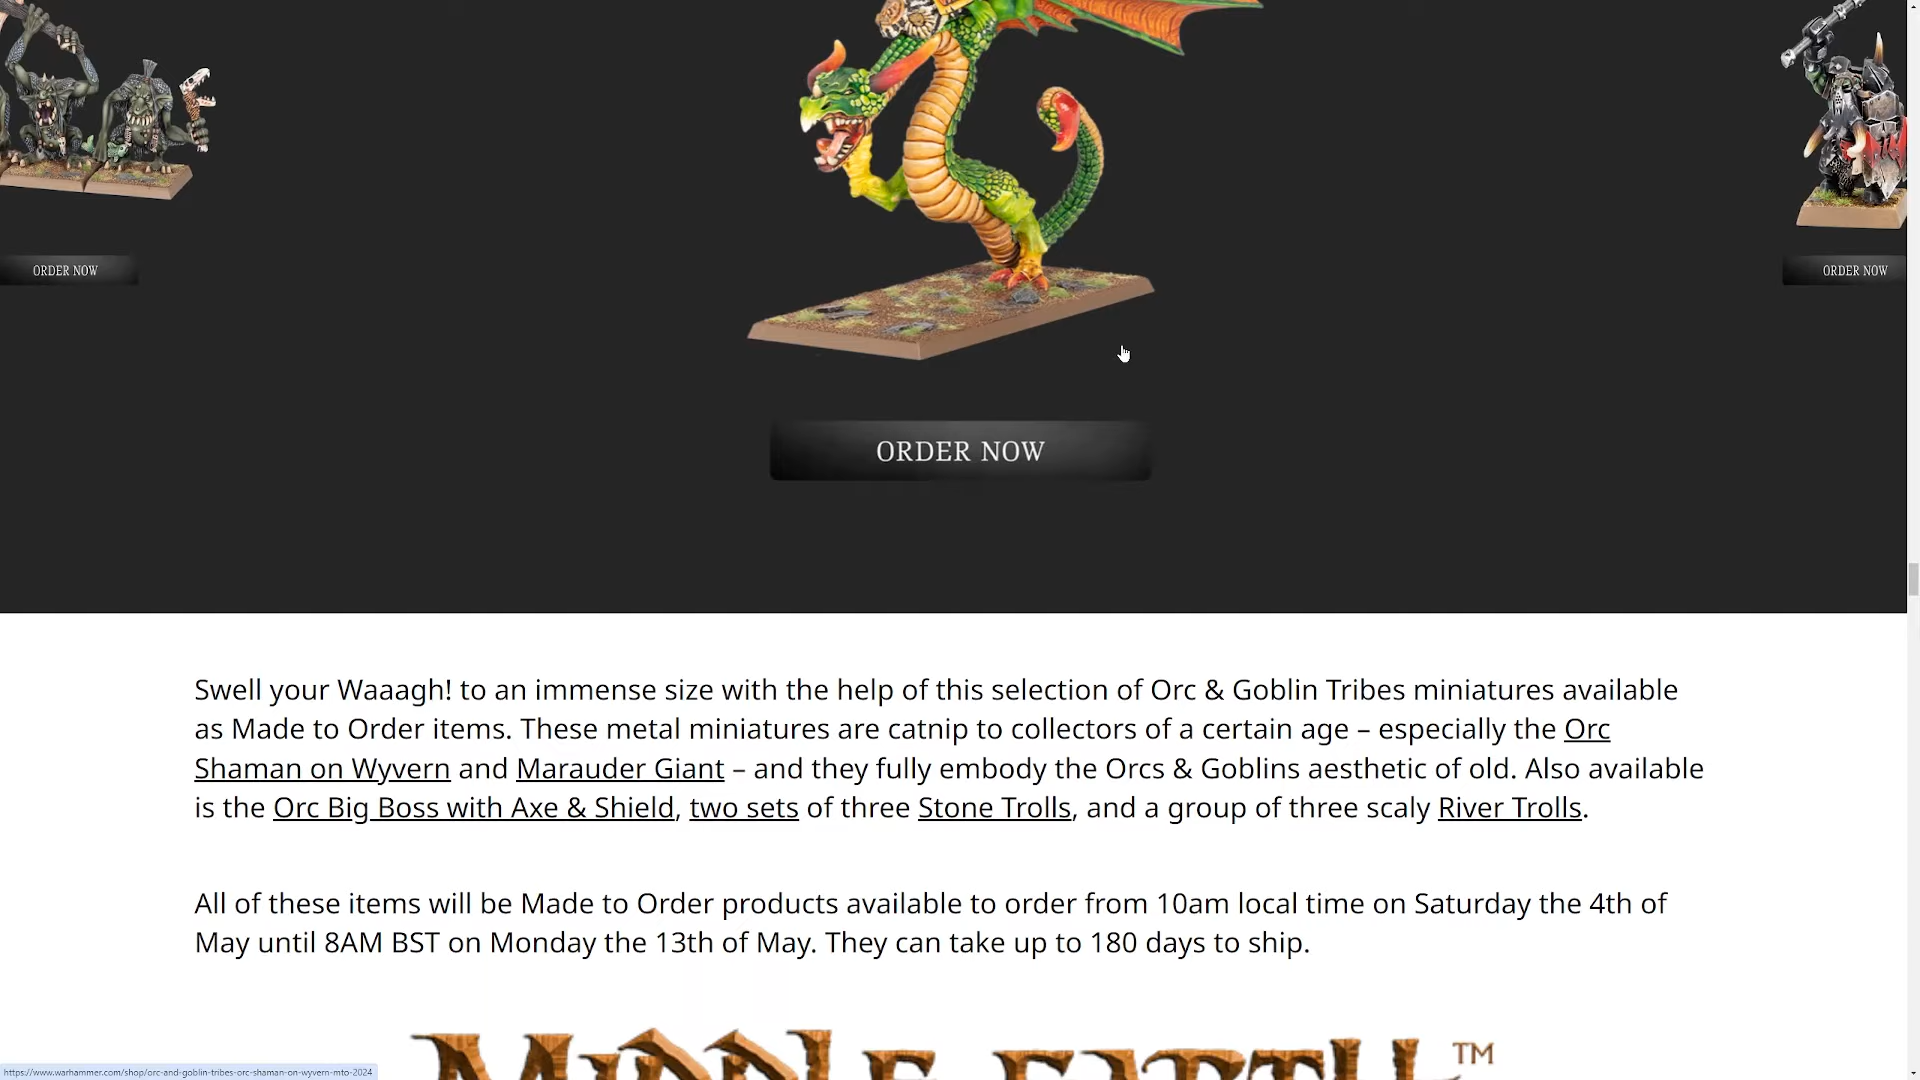 ORDER NOW
ORDER NOW
ORDER NOW
Swell your Waaagh! to an immense size with the help of this selection of Orc & Goblin Tribes miniatures available
as Made to Order items. These metal miniatures are catnip to collectors of a certain age – especially the Orc
Shaman on Wyvern and Marauder Giant – and they fully embody the Orcs & Goblins aesthetic of old. Also available
is the Orc Big Boss with Axe & Shield, two sets of three Stone Trolls, and a group of three scaly River Trolls.
All of these items will be Made to Order products available to order from 10am local time on Saturday the 4th of
May until 8AM BST on Monday the 13th of May. They can take up to 180 days to ship.
MIDDLE-EARTH™
https://www.warhammer.com/shop/orc-and-goblin-tribes-orc-shaman-on-wyvern-mto-2024